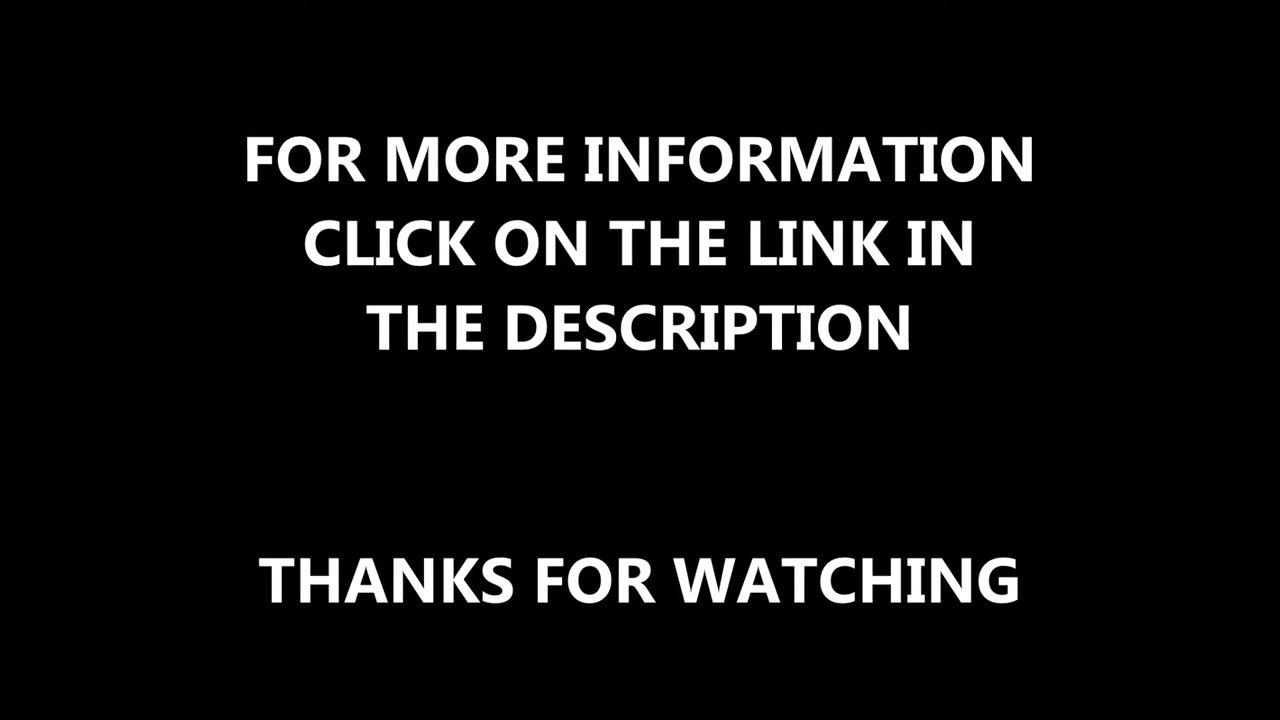 FOR MORE INFORMATION
CLICK ON THE LINK IN
THE DESCRIPTION
THANKS FOR WATCHING